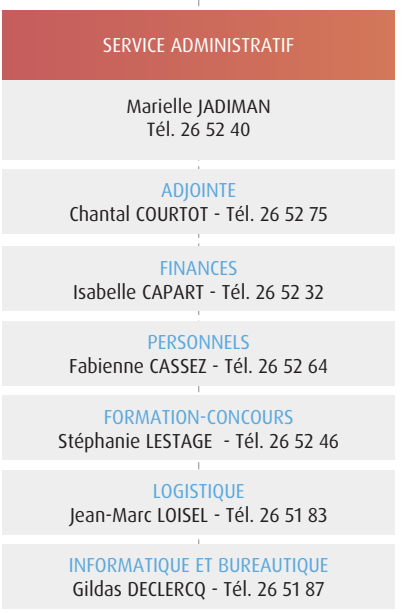 SERVICE ADMINISTRATIF
Marielle JADIMAN
Tél. 26 52 40
ADJOINTE
Chantal COURTOT - Tél. 26 52 75
FINANCES
Isabelle CAPART - Tél. 26 52 32
PERSONNELS
Fabienne CASSEZ - Tél. 26 52 64
FORMATION-CONCOURS
Stéphanie LESTAGE - Tél. 26 52 46
LOGISTIQUE
Jean-Marc LOISEL - Tél. 26 51 83
INFORMATIQUE ET BUREAUTIQUE
Gildas DECLERCQ - Tél. 26 51 87